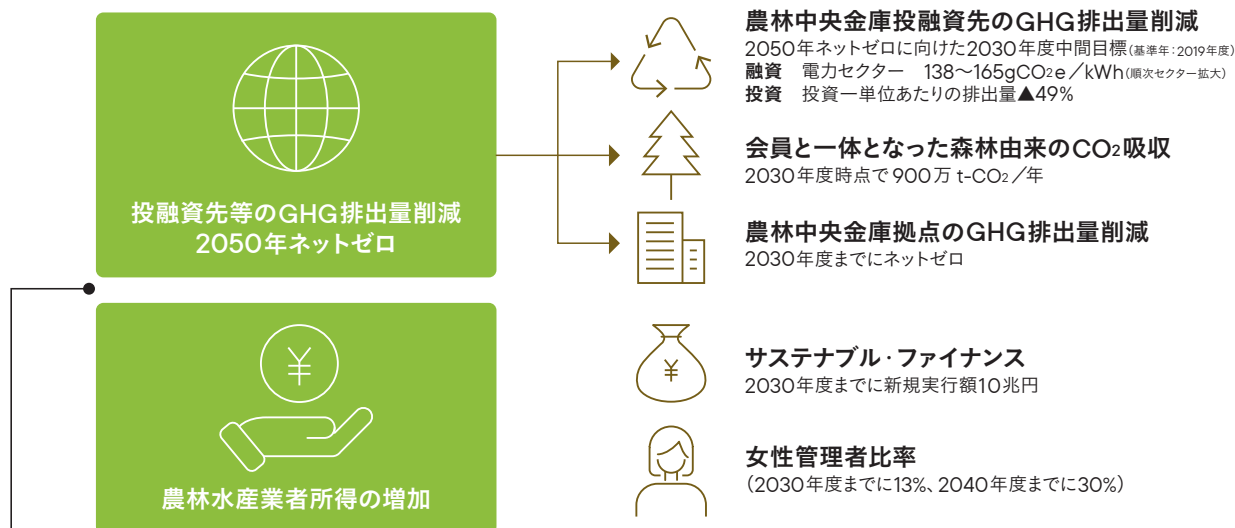 投融資先等のGHG排出量削減
2050年ネットゼロ
農林中央金庫投融資先のGHG排出量削減
2050年ネットゼロに向けた2030年度中間目標(基準年:2019年度)
融資 電力セクター 138〜165gCO2e/kWh(順次セクター拡大)
投資 投資一単位あたりの排出量▲49%
会員と一体となった森林由来のCO2吸収
2030年度時点で900万 t-CO2/年
農林中央金庫拠点のGHG排出量削減
2030年度までにネットゼロ
¥
農林水産業者所得の増加
¥
サステナブル・ファイナンス
2030年度までに新規実行額10兆円
女性管理者比率
(2030年度までに13%、2040年度までに30%)